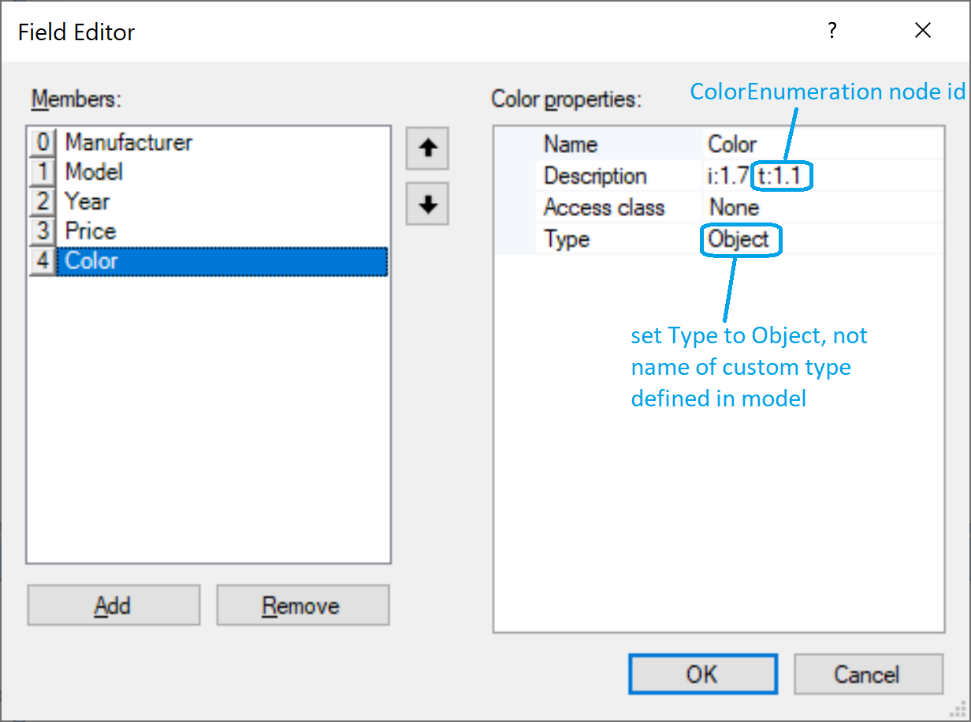 Field Editor
?
Members:
Color properties:
ColorEnumeration node id
0 Manufacturer
1 Model
2 Year
3 Price
4 Color
Name Color
Description i:1.7 t:1.1
Access class None
Type Object
set Type to Object, not
name of custom type
defined in model
Add
Remove
OK
Cancel